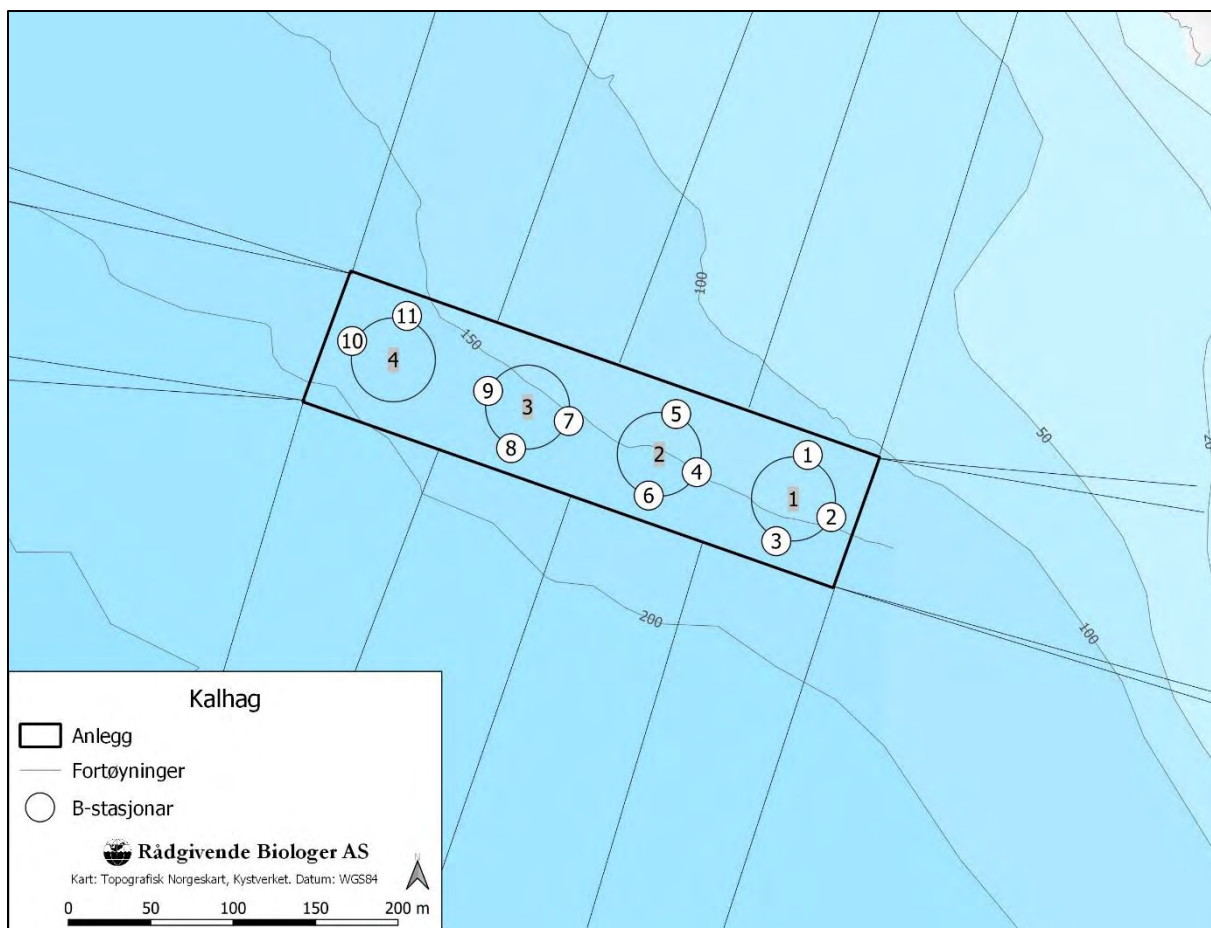 100
150
50
20
11
10
4
9
3
7
8
5
2
4
6
1
1
2
3
200
100
Kalhag
Anlegg
Fortøyninger
B-stasjonar
N
Rådgivende Biologer AS
Kart: Topografisk Norgeskart, Kystverket. Datum: WGS84
0 50 100 150 200 m